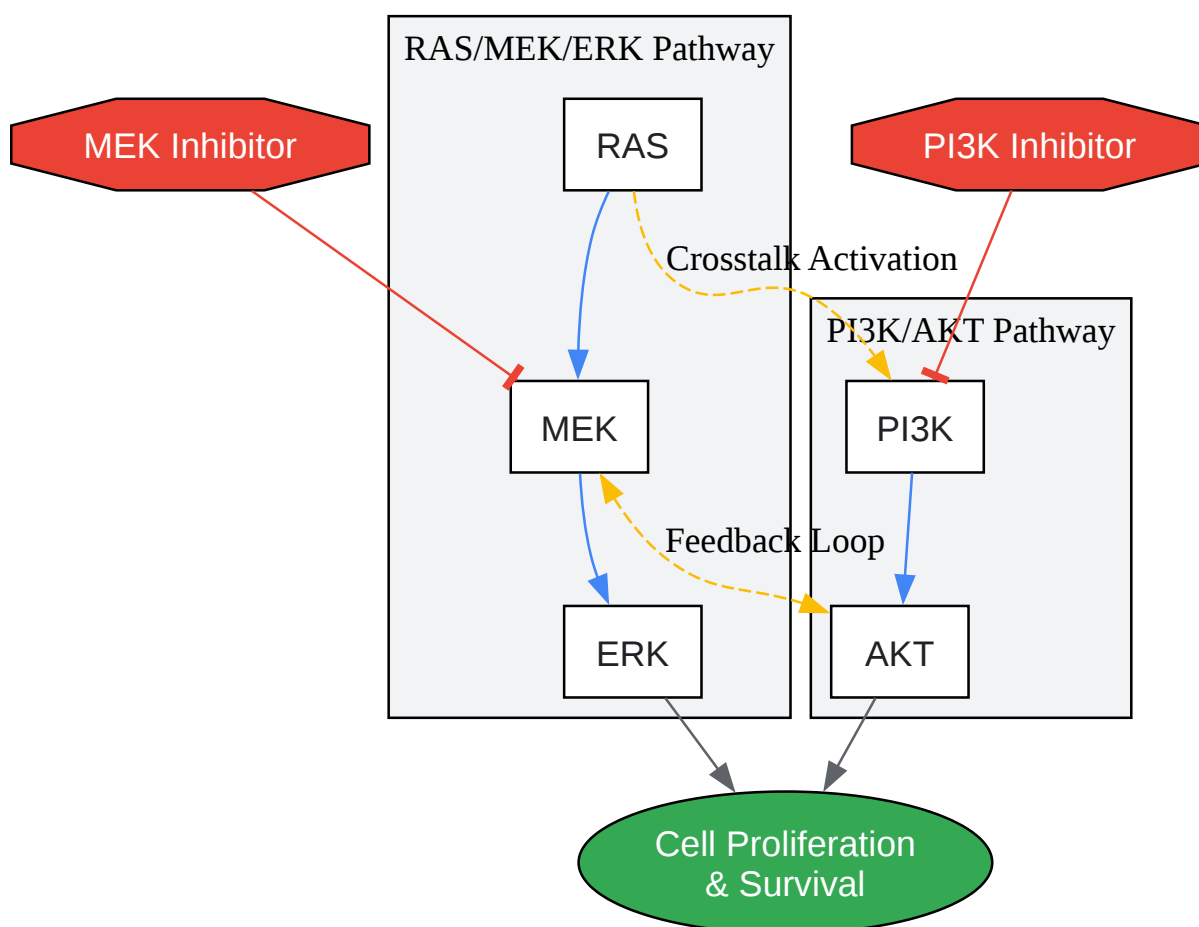 RAS/MEK/ERK Pathway
MEK Inhibitor
RAS
PI3K Inhibitor
Crosstalk Activation
PI3K/AKT Pathway
MEK
PI3K
Feedback Loop
ERK
AKT
Cell Proliferation
& Survival